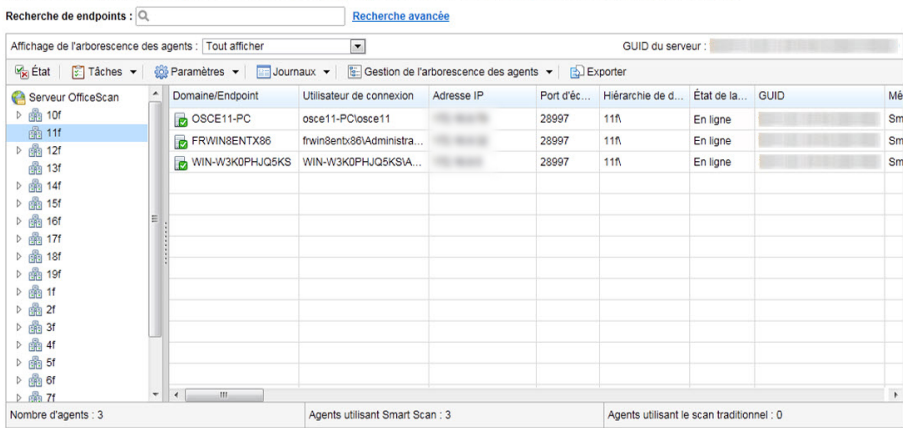 Recherche de endpoints : Recherche avancée
Affichage de l'arborescence des agents : Tout afficher GUID du serveur :
État Tâches Paramètres Journaux Gestion de l'arborescence des agents Exporter
Serveur OfficeScan
10f
11f
12f
13f
14f
15f
16f
17f
18f
19f
1f
2f
3f
4f
5f
6f
7f
Domaine/Endpoint Utilisateur de connexion Adresse IP Port d'éc... Hiérarchie de d... État de la... GUID Mé
OSCE11-PC osce11-PC\osce11 28997 11f\ En ligne Sm
FRWIN8ENTX86 frwin8entx86\Administra... 28997 11f\ En ligne Sm
WIN-W3K0PHJQ5KS WIN-W3K0PHJQ5KS\A... 28997 11f\ En ligne Sm
Nombre d'agents : 3 Agents utilisant Smart Scan : 3 Agents utilisant le scan traditionnel : 0